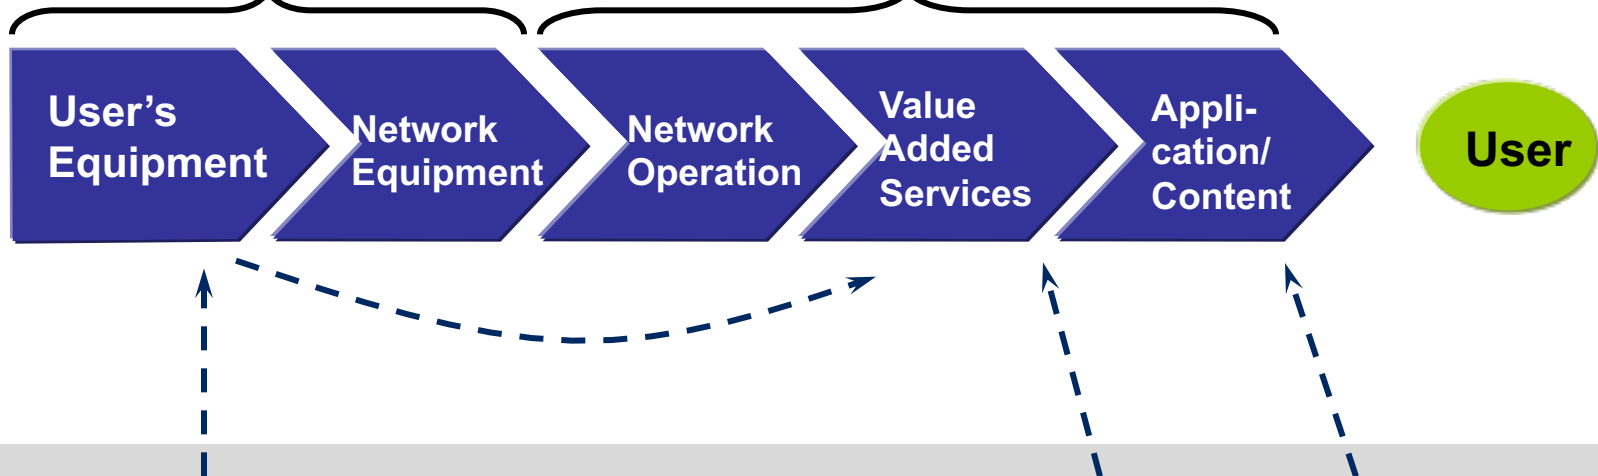 User’s
Equipment
Network
Equipment
Network
Operation
Value
Added
Services
Appli-
cation/
Content
User